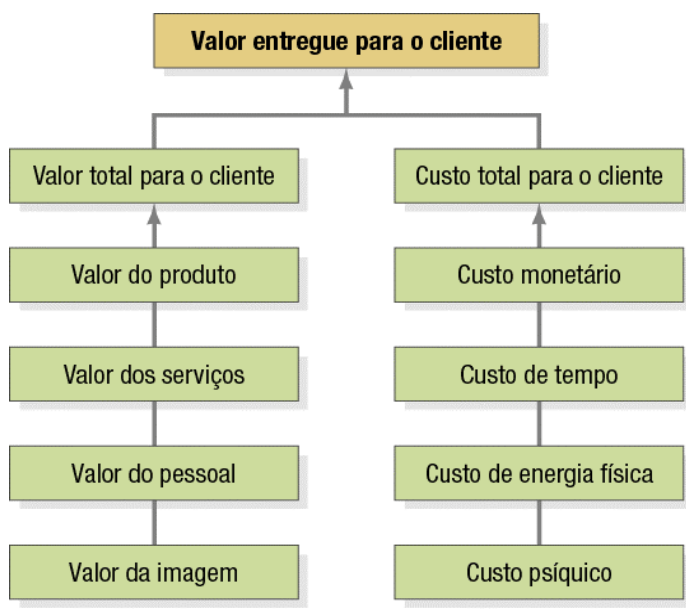 Valor entregue para o cliente
Valor total para o cliente
Valor do produto
Valor dos serviços
Valor do pessoal
Valor da imagem
Custo total para o cliente
Custo monetário
Custo de tempo
Custo de energia física
Custo psíquico